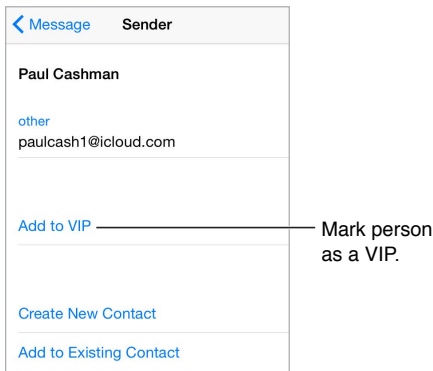 Message Sender
Paul Cashman
other
paulcash1@icloud.com
Add to VIP
Mark person
as a VIP.
Create New Contact
Add to Existing Contact